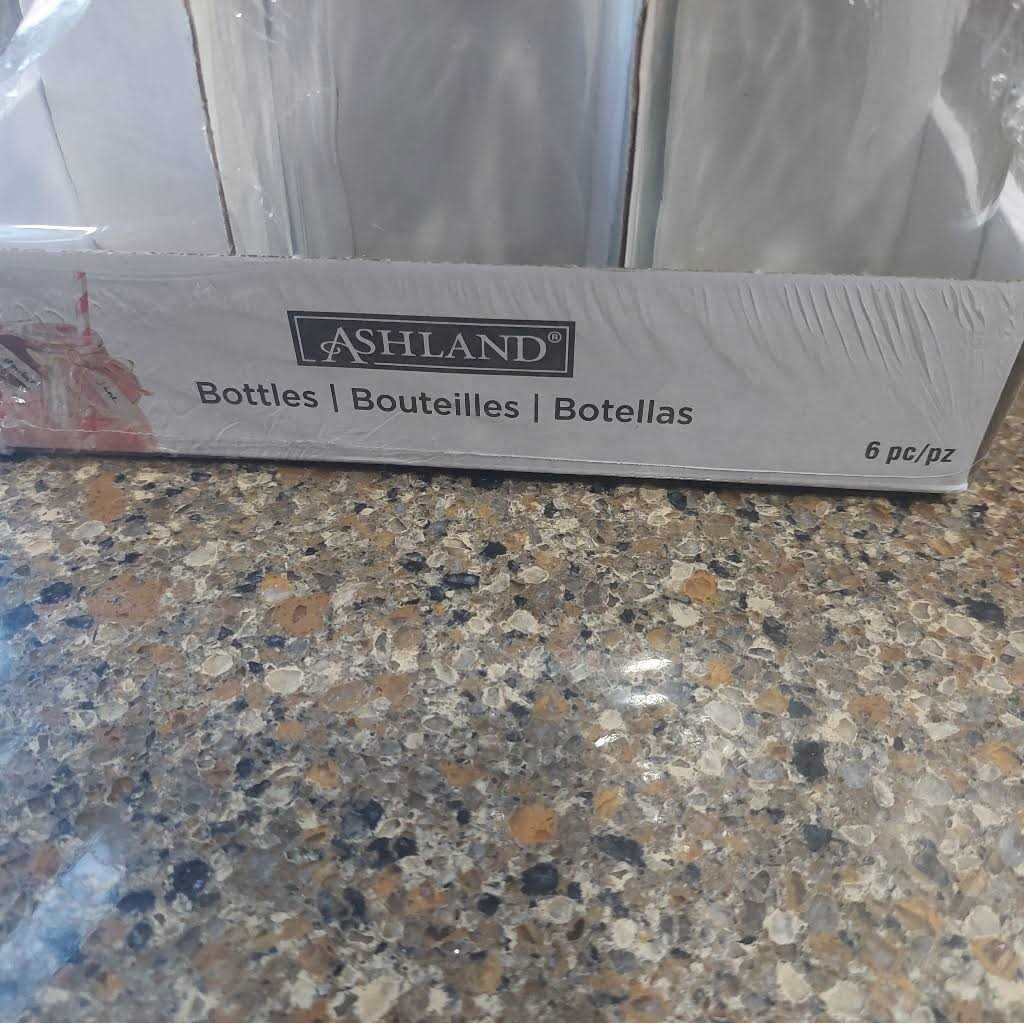 ASHLAND®
Bottles | Bouteilles | Botellas
6 pc/pz